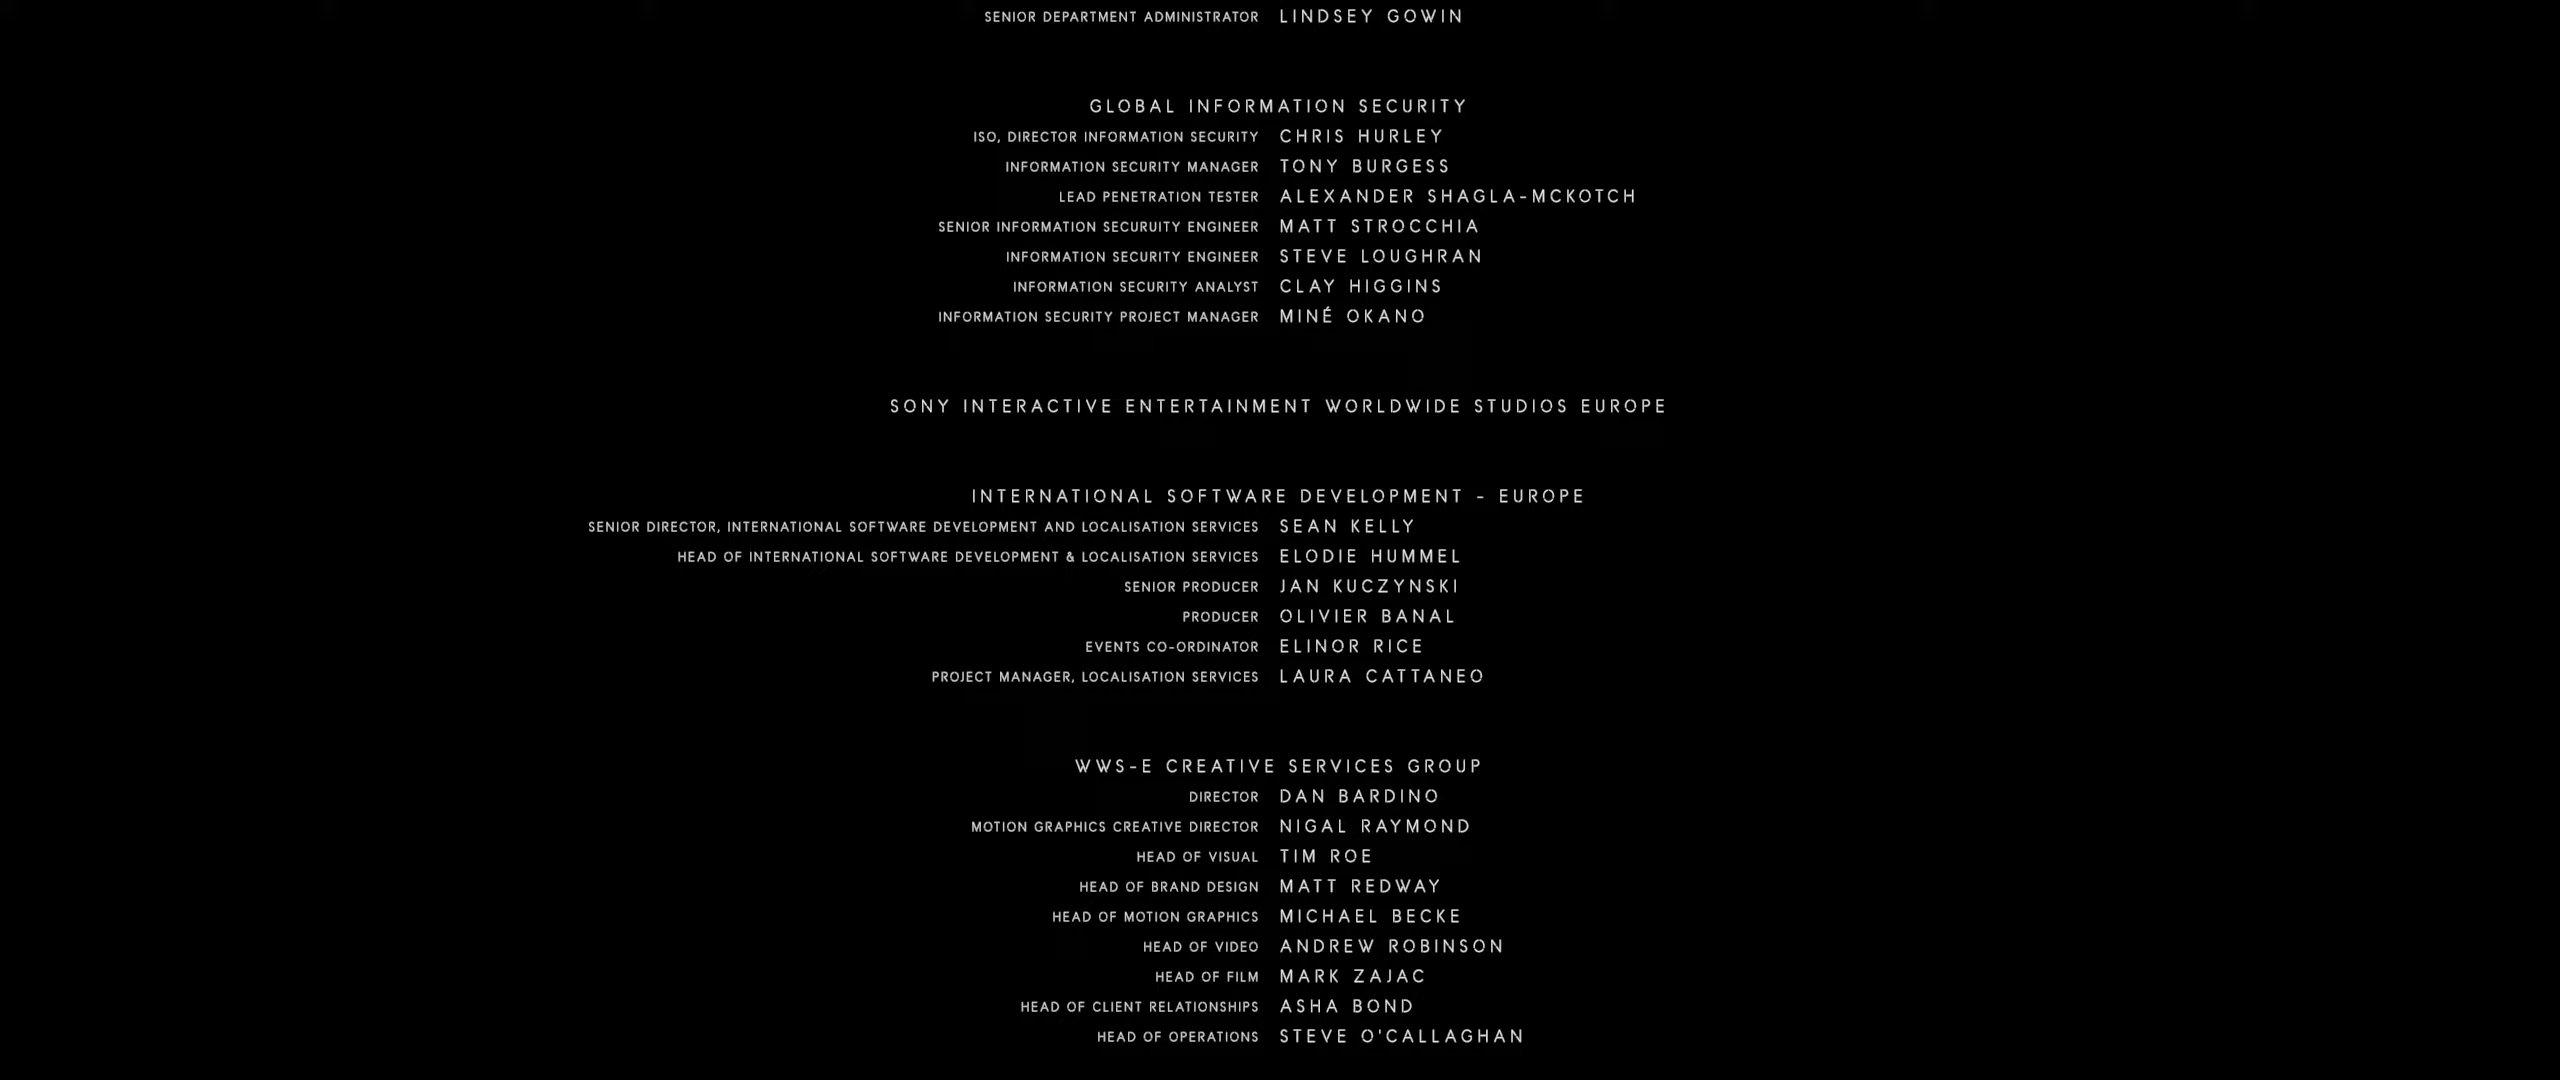 SENIOR DEPARTMENT ADMINISTRATOR LINDSEY GOWIN
GLOBAL INFORMATION SECURITY
ISO, DIRECTOR INFORMATION SECURITY CHRIS HURLEY
INFORMATION SECURITY MANAGER TONY BURGESS
LEAD PENETRATION TESTER ALEXANDER SHAGLA-MCKOTCH
SENIOR INFORMATION SECURUITY ENGINEER MATT STROCCHIA
INFORMATION SECURITY ENGINEER STEVE LOUGHRAN
INFORMATION SECURITY ANALYST CLAY HIGGINS
INFORMATION SECURITY PROJECT MANAGER MINÉ OKANO
SONY INTERACTIVE ENTERTAINMENT WORLDWIDE STUDIOS EUROPE
INTERNATIONAL SOFTWARE DEVELOPMENT - EUROPE
SENIOR DIRECTOR, INTERNATIONAL SOFTWARE DEVELOPMENT AND LOCALISATION SERVICES SEAN KELLY
HEAD OF INTERNATIONAL SOFTWARE DEVELOPMENT & LOCALISATION SERVICES ELODIE HUMMEL
SENIOR PRODUCER JAN KUCZYNSKI
PRODUCER OLIVIER BANAL
EVENTS CO-ORDINATOR ELINOR RICE
PROJECT MANAGER, LOCALISATION SERVICES LAURA CATTANEO
WWS-E CREATIVE SERVICES GROUP
DIRECTOR DAN BARDINO
MOTION GRAPHICS CREATIVE DIRECTOR NIGAL RAYMOND
HEAD OF VISUAL TIM ROE
HEAD OF BRAND DESIGN MATT REDWAY
HEAD OF MOTION GRAPHICS MICHAEL BECKE
HEAD OF VIDEO ANDREW ROBINSON
HEAD OF FILM MARK ZAJAC
HEAD OF CLIENT RELATIONSHIPS ASHA BOND
HEAD OF OPERATIONS STEVE O'CALLAGHAN